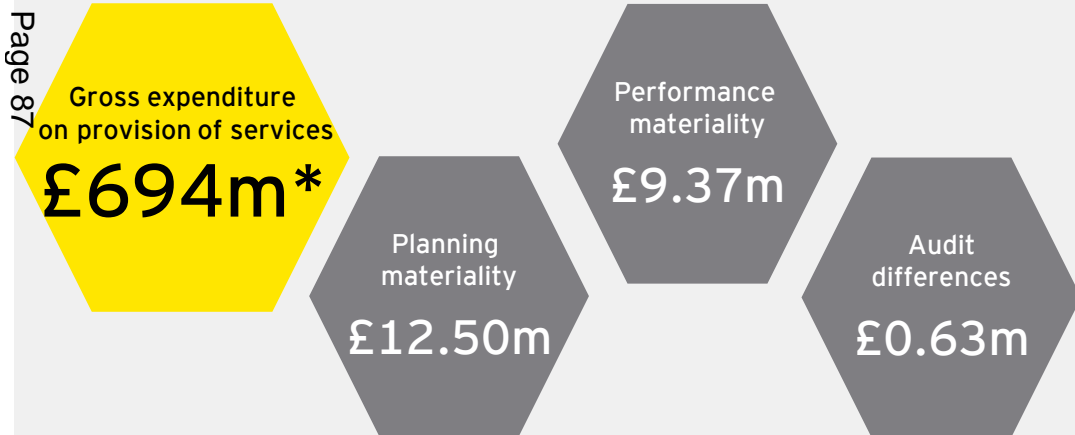 Page 87
Gross expenditure
on provision of services
£694m*
Planning
materiality
£12.50m
Performance
materiality
£9.37m
Audit
differences
£0.63m